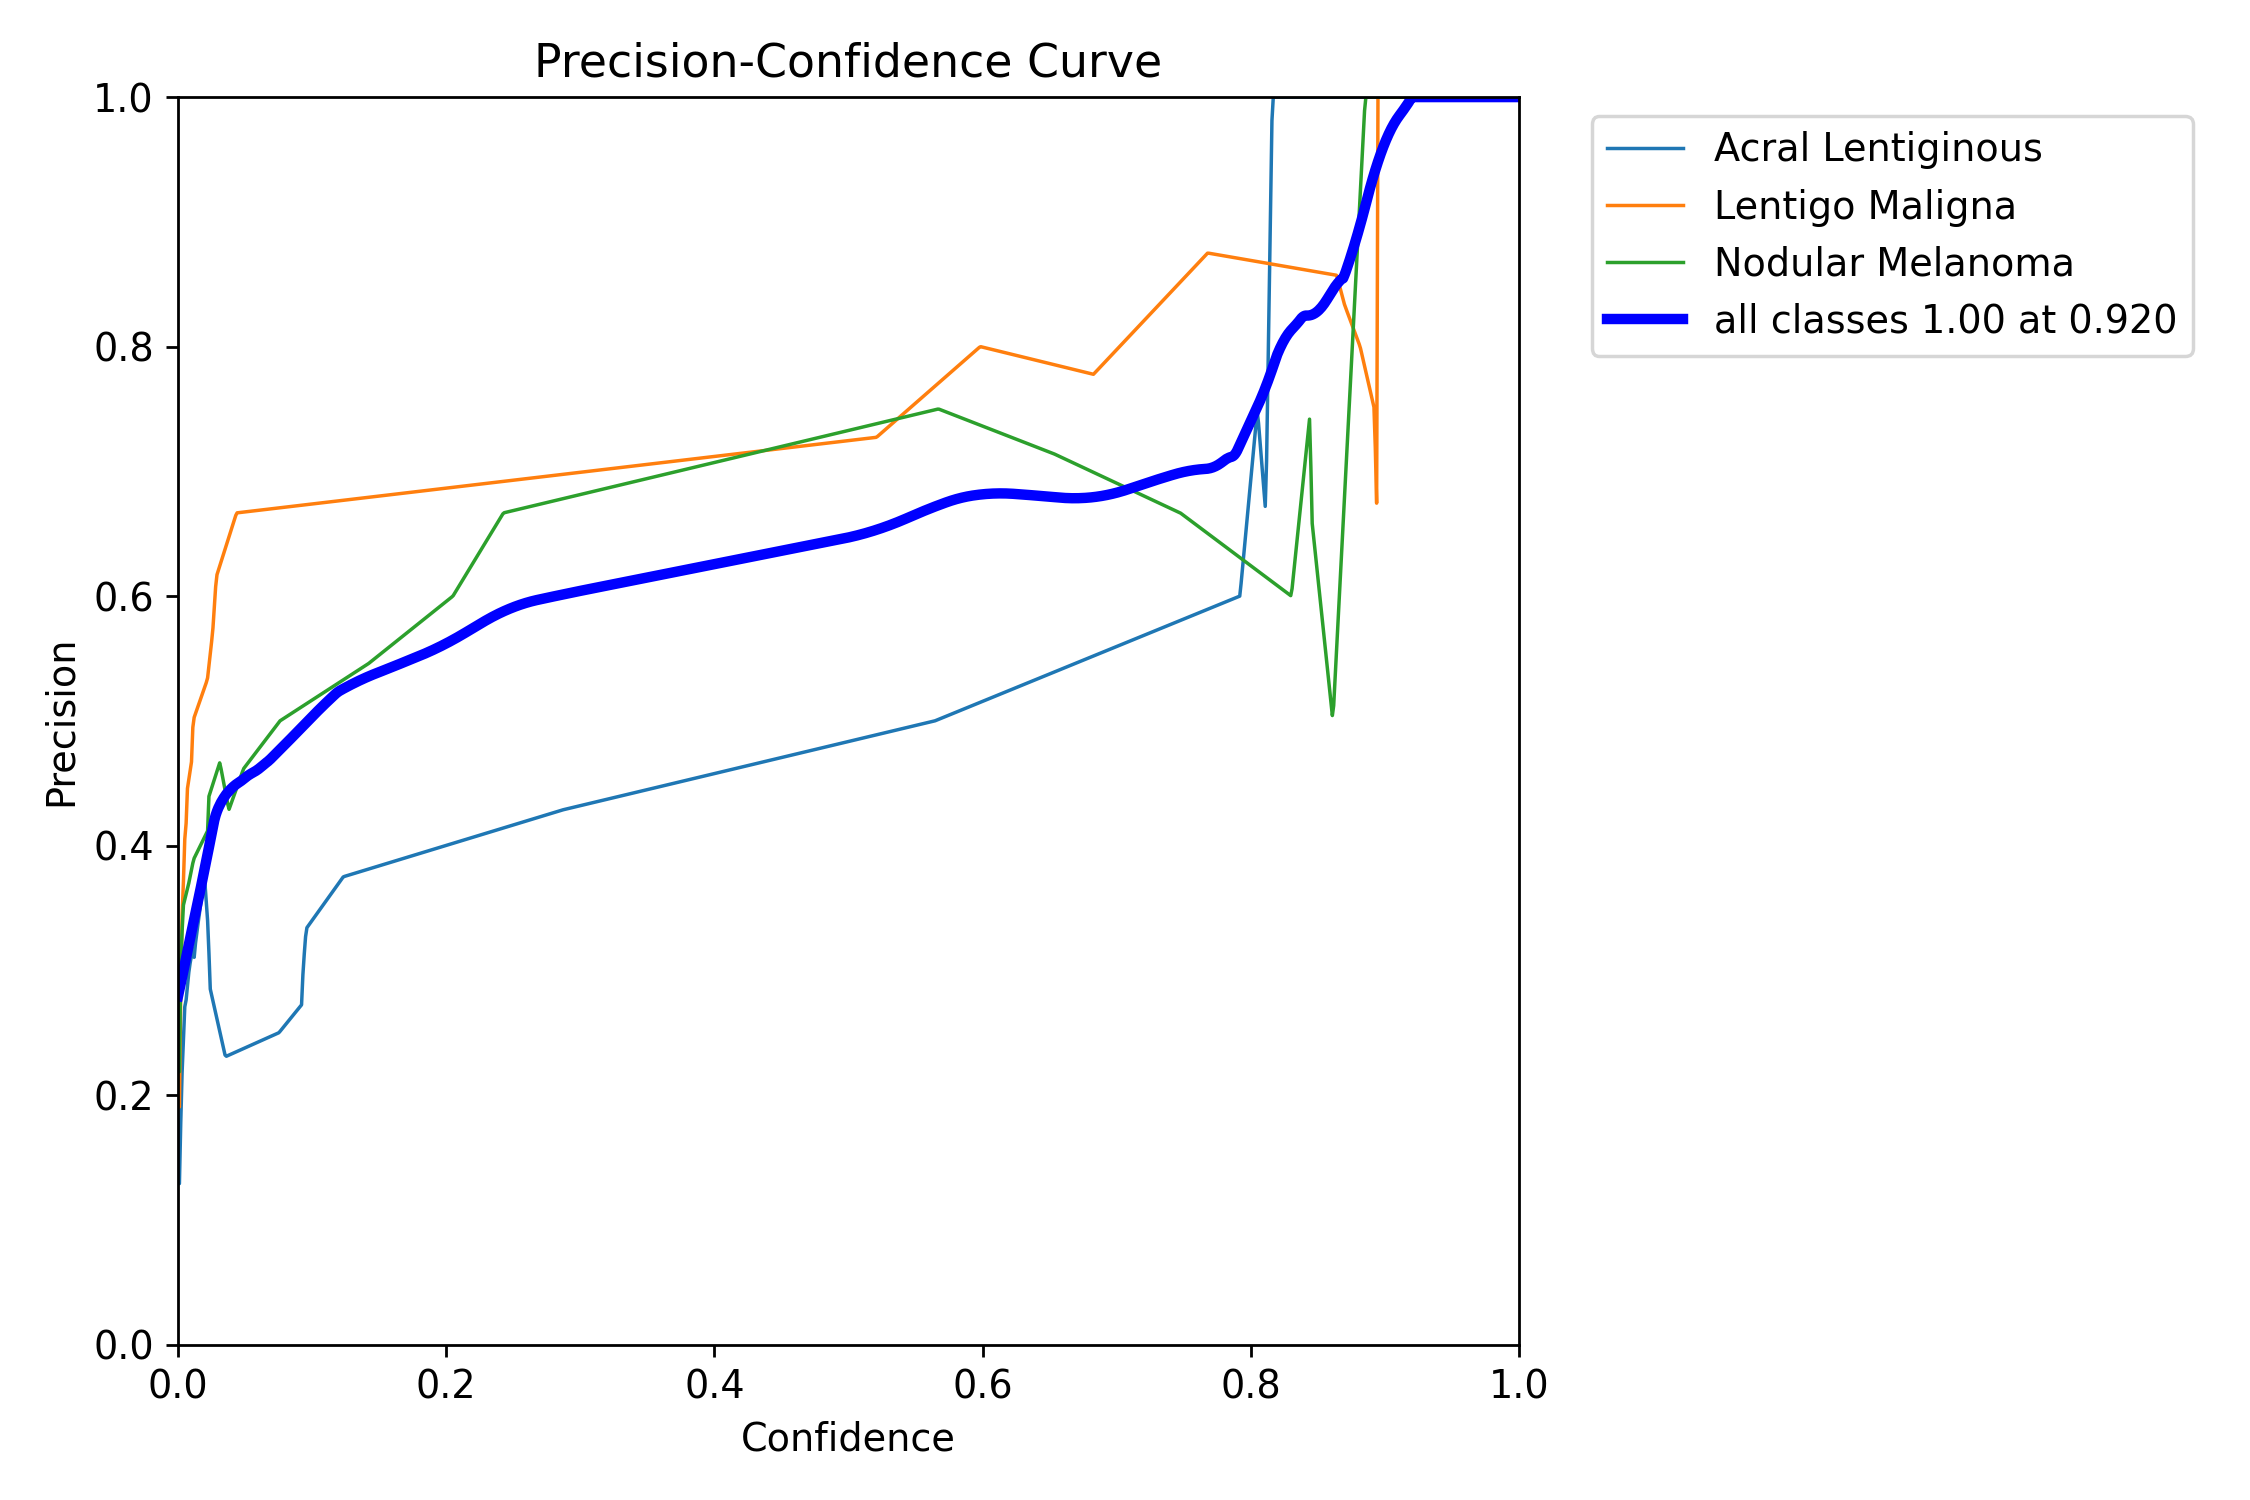 Precision-Confidence Curve
1.0
0.8
0.6
0.4
0.2
0.0
Precision
0.0 0.2 0.4 0.6 0.8 1.0
Confidence
Acral Lentiginous
Lentigo Maligna
Nodular Melanoma
all classes 1.00 at 0.920